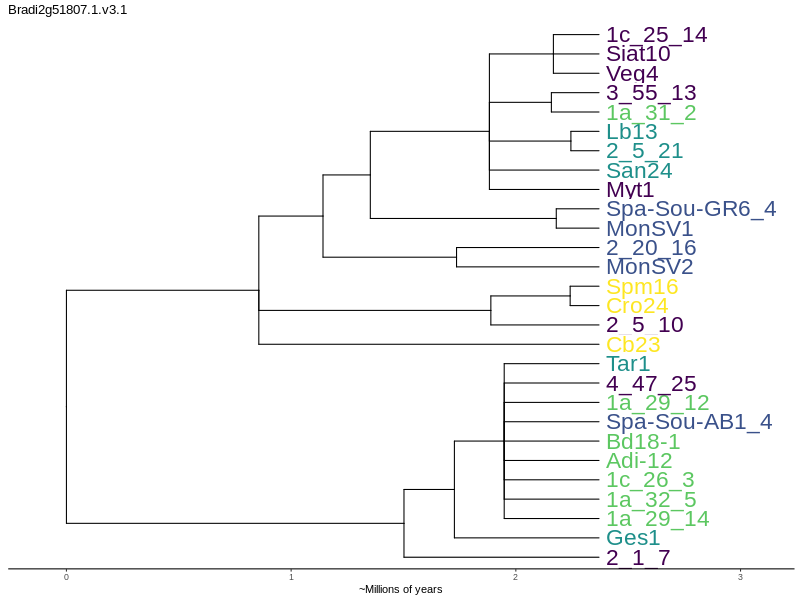 Bradi2g51807.1.v3.1
1c_25_14
Siat10
Veg4
3_55_13
1a_31_2
Lb13
2_5_21
San24
Myt1
Spa-Sou-GR6_4
MonSV1
2_20_16
MonSV2
Spm16
Cro24
2_5_10
Cb23
Tar1
4_47_25
1a_29_12
Spa-Sou-AB1_4
Bd18-1
Adi-12
1c_26_3
1a_32_5
1a_29_14
Ges1
2_1_7
0 1 2 3
~Millions of years